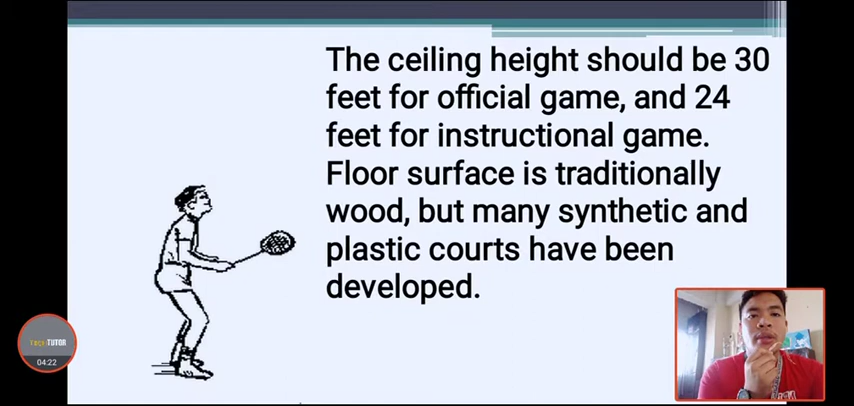 The ceiling height should be 30
feet for official game, and 24
feet for instructional game.
Floor surface is traditionally
wood, but many synthetic and
plastic courts have been
developed.
TUTOR
04:22